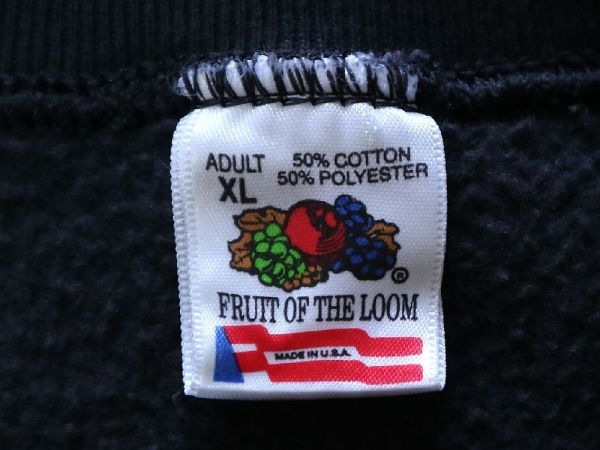 ADULT 50% COTTON
XL 50% POLYESTER
®
FRUIT OF THE LOOM
MADE IN U.S.A.